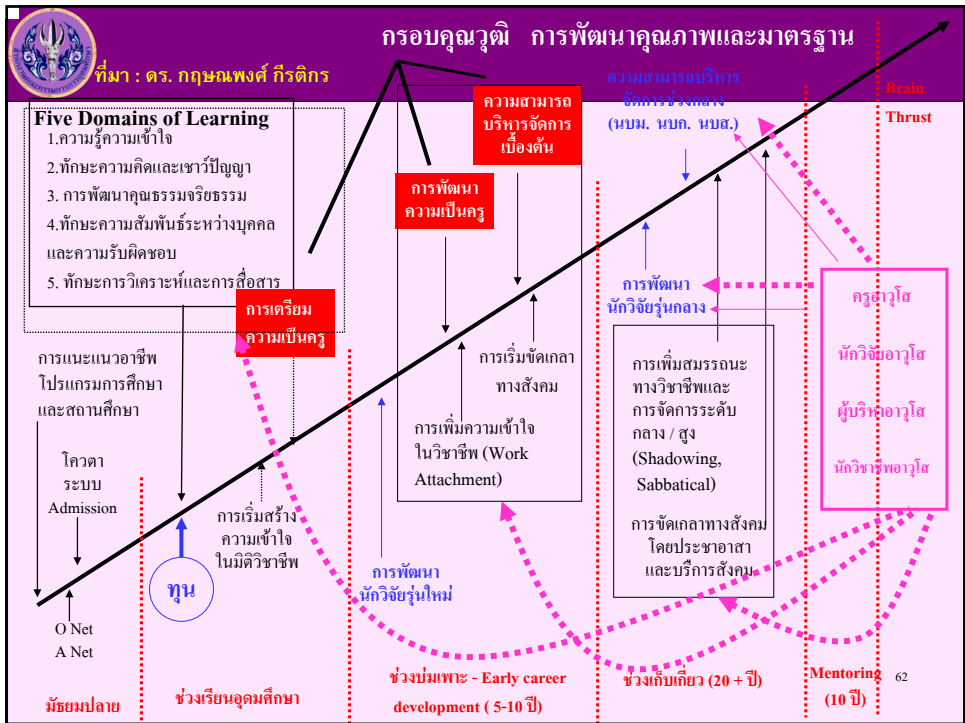 กรอบคุณวุฒิ การพัฒนาคุณภาพและมาตรฐาน
ที่มา : ดร. กฤษณพงศ์ กีรติกร
Five Domains of Learning
1.ความรู้ความเข้าใจ
2.ทักษะความคิดและเชาว์ปัญญา
3. การพัฒนาคุณธรรมจริยธรรม
4.ทักษะความสัมพันธ์ระหว่างบุคคล
และความรับผิดชอบ
5. ทักษะการวิเคราะห์และการสื่อสาร
การเตรียม
ความเป็นครู
การพัฒนา
ความเป็นครู
ความสามารถ
บริหารจัดการ
เบื้องต้น
ความสามารถบริหาร
จัดการช่วงกลาง
(นบม. นบก. นบส.)
Brain
Thrust
การแนะแนวอาชีพ
โปรแกรมการศึกษา
และสถานศึกษา
โควตา
ระบบ
Admission
O Net
A Net
ทุน
การเริ่มสร้าง
ความเข้าใจ
ในมิติวิชาชีพ
การพัฒนา
นักวิจัยรุ่นใหม่
การเริ่มขัดเกลา
ทางสังคม
การเพิ่มความเข้าใจ
ในวิชาชีพ (Work
Attachment)
การพัฒนา
นักวิจัยรุ่นกลาง
การเพิ่มสมรรถนะ
ทางวิชาชีพและ
การจัดการระดับ
กลาง / สูง
(Shadowing,
Sabbatical)
การขัดเกลาทางสังคม
โดยประชาอาสา
และบริการสังคม
ครูอาวุโส
นักวิจัยอาวุโส
ผู้บริหาอาวุโส
นักวิชาชีพอาวุโส
มัธยมปลาย
ช่วงเรียนอุดมศึกษา
ช่วงบ่มเพาะ - Early career
development ( 5-10 ปี)
ช่วงเก็บเกี่ยว (20 + ปี)
Mentoring
(10 ปี)
62